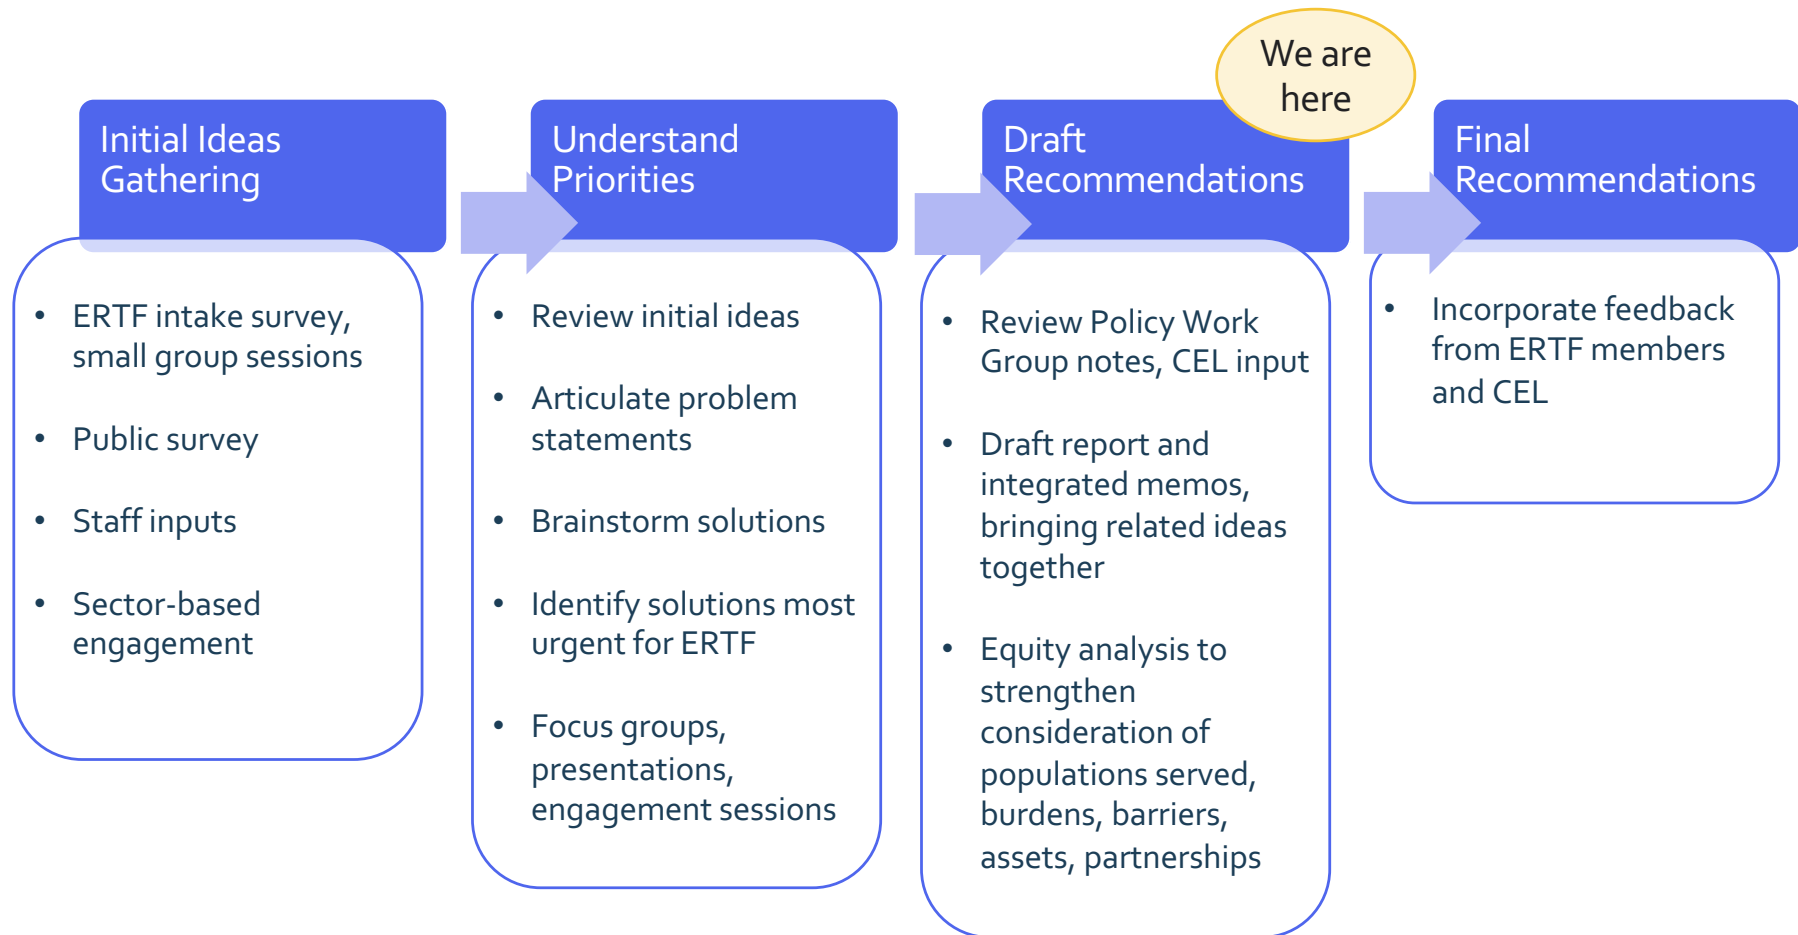 We are
here
Initial Ideas
Gathering
• ERTF intake survey,
small group sessions
• Public survey
• Staff inputs
• Sector-based
engagement
Understand
Priorities
• Review initial ideas
• Articulate problem
statements
• Brainstorm solutions
• Identify solutions most
urgent for ERTF
• Focus groups,
presentations,
engagement sessions
Draft
Recommendations
• Review Policy Work
Group notes, CEL input
• Draft report and
integrated memos,
bringing related ideas
together
• Equity analysis to
strengthen
consideration of
populations served,
burdens, barriers,
assets, partnerships
Final
Recommendations
• Incorporate feedback
from ERTF members
and CEL